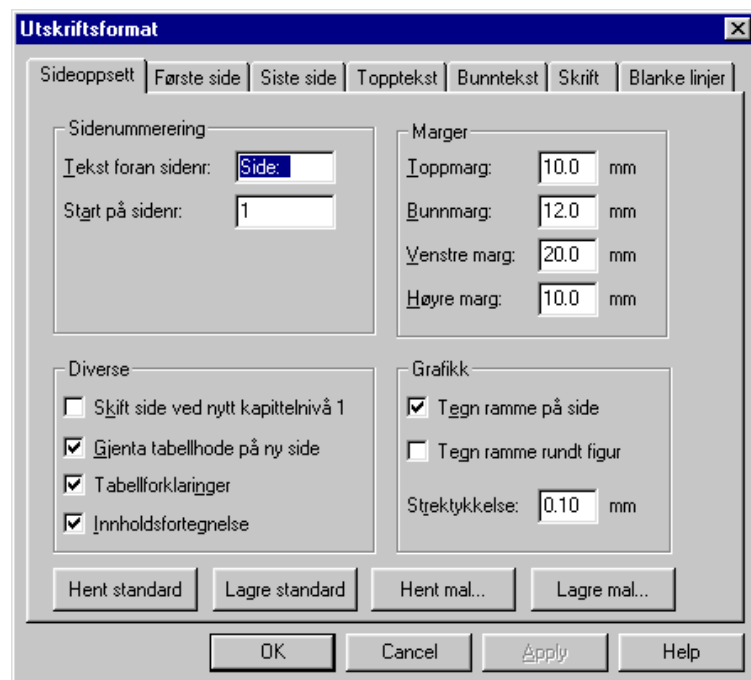 Utskriftsformat
Sideoppsett Første side Siste side Topptekst Bunntekst Skrift Blanke linjer
Sidenummerering
Tekst foran sidenr: Side:
Start på sidenr: 1
Marger
Toppmarg: 10.0 mm
Bunnmarg: 12.0 mm
Venstre marg: 20.0 mm
Høyre marg: 10.0 mm
Diverse
Skift side ved nytt kapittelnivå 1
Gjenta tabellhode på ny side
Tabellforklaringer
Innholdsfortegnelse
Grafikk
Tegn ramme på side
Tegn ramme rundt figur
Strektykkelse: 0.10 mm
Hent standard Lagre standard Hent mal... Lagre mal...
OK Cancel Apply Help